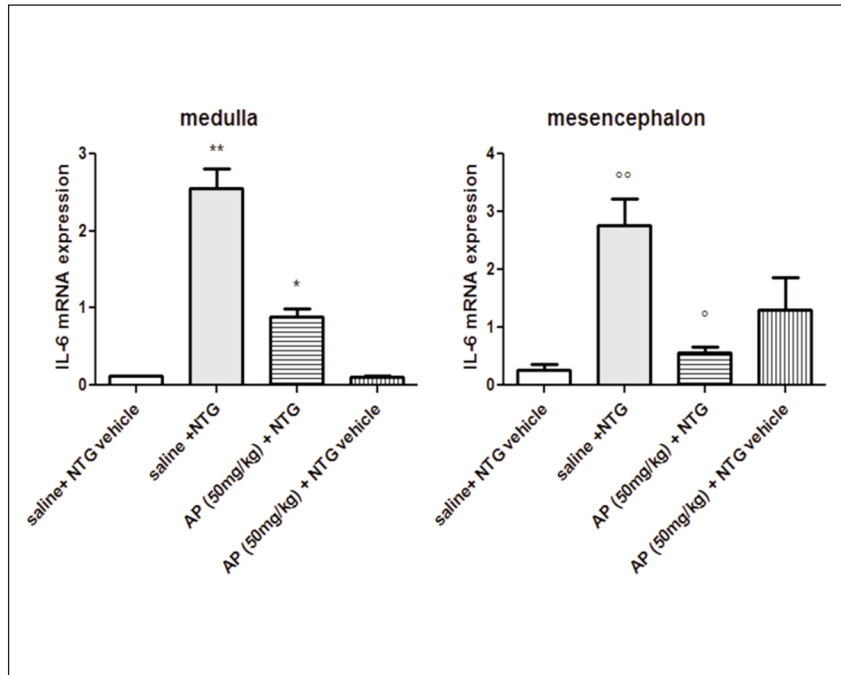 medulla
IL-6 mRNA expression
3
2
1
0
**
*
saline+ NTG vehicle
saline +NTG
AP (50mg/kg) + NTG
AP (50mg/kg) + NTG vehicle
mesencephalon
IL-6 mRNA expression
4
3
2
1
0
°°
°
saline+ NTG vehicle
saline +NTG
AP (50mg/kg) + NTG
AP (50mg/kg) + NTG vehicle